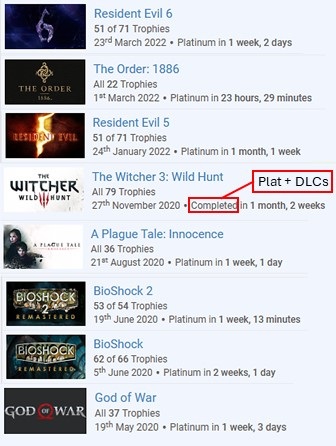 Resident Evil 6
51 of 71 Trophies
23rd March 2022 • Platinum in 1 week, 2 days
THE ORDER
1886
The Order: 1886
All 22 Trophies
1st March 2022 • Platinum in 23 hours, 29 minutes
RESIDENT EVIL
5
Resident Evil 5
51 of 71 Trophies
24th January 2022 • Platinum in 1 month, 1 week
THE
WITCHER
WILD HUNT
The Witcher 3: Wild Hunt
All 79 Trophies
27th November 2020 • Completed in 1 month, 2 weeks
Plat + DLCs
A PLAGUE TALE
A Plague Tale: Innocence
All 36 Trophies
21st August 2020 • Platinum in 1 week, 1 day
BIOSHOCK
2
REMASTERED
BioShock 2
53 of 54 Trophies
19th June 2020 • Platinum in 1 week, 13 minutes
BIOSHOCK
REMASTERED
BioShock
62 of 66 Trophies
5th June 2020 • Platinum in 2 weeks, 1 day
GOD OF WAR
God of War
All 37 Trophies
19th May 2020 • Platinum in 1 week, 3 days